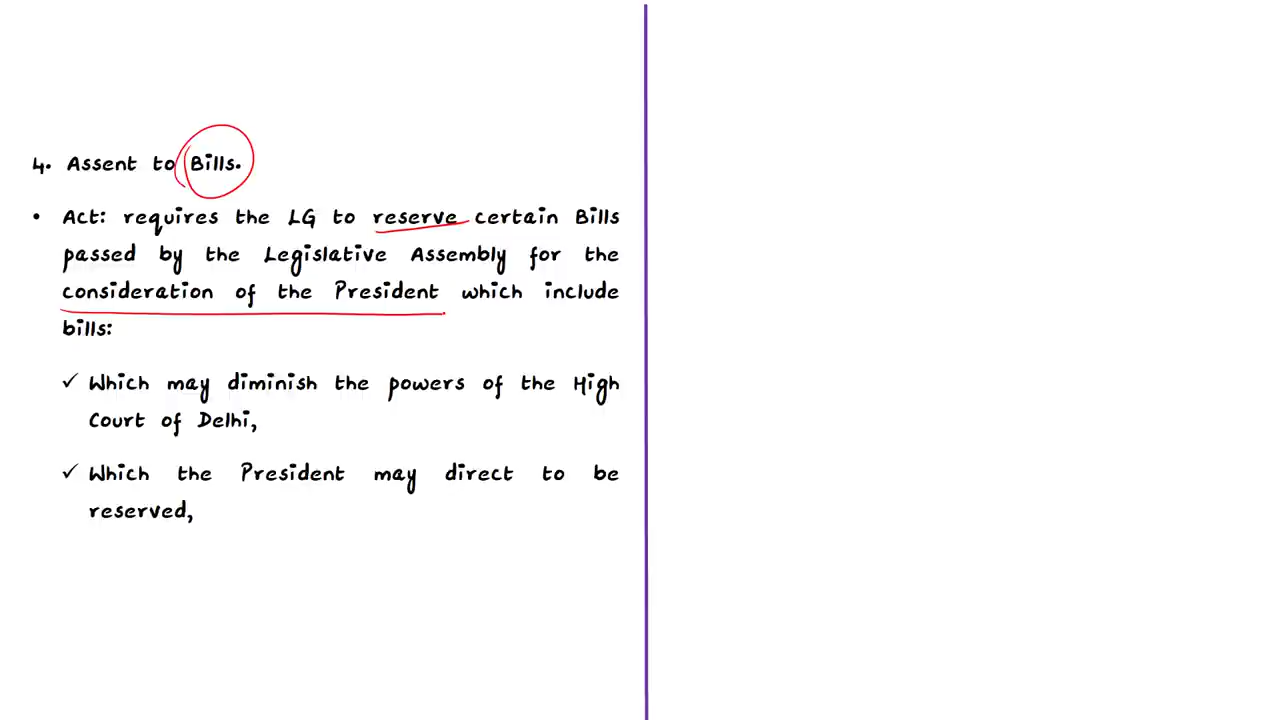 4. Assent to Bills.
• Act: requires the LG to reserve certain Bills
passed by the Legislative Assembly for the
consideration of the President which include
bills:
✓ Which may diminish the powers of the High
Court of Delhi,
✓ Which the President may direct to be
reserved,